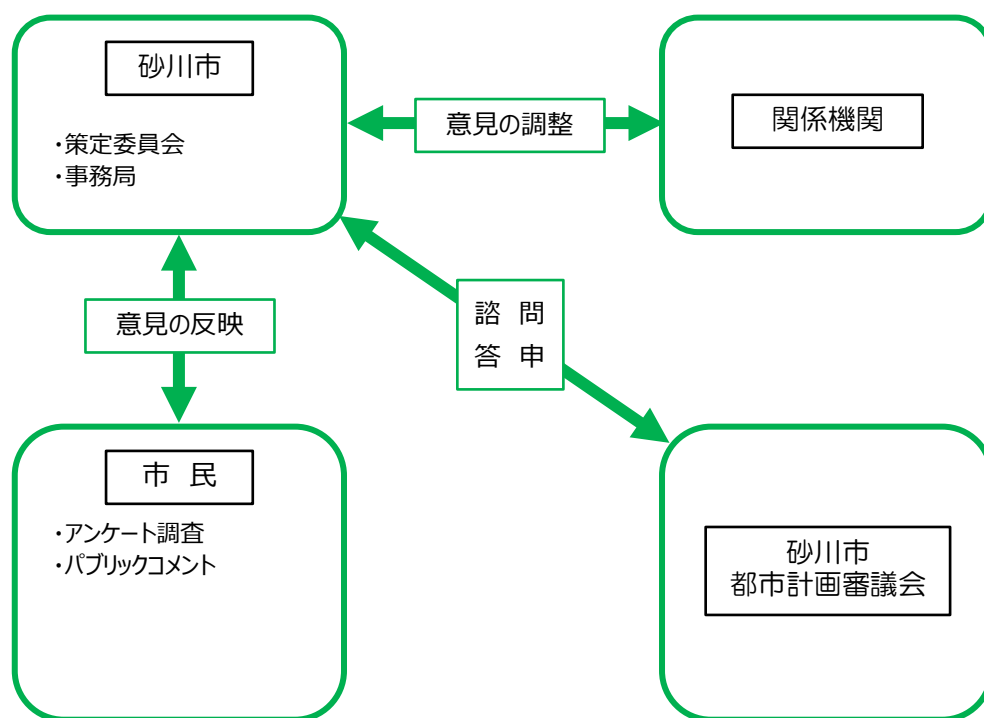 砂川市
・策定委員会
・事務局
意見の調整
関係機関
意見の反映
諮 問
答 申
市 民
・アンケート調査
・パブリックコメント
砂川市
都市計画審議会